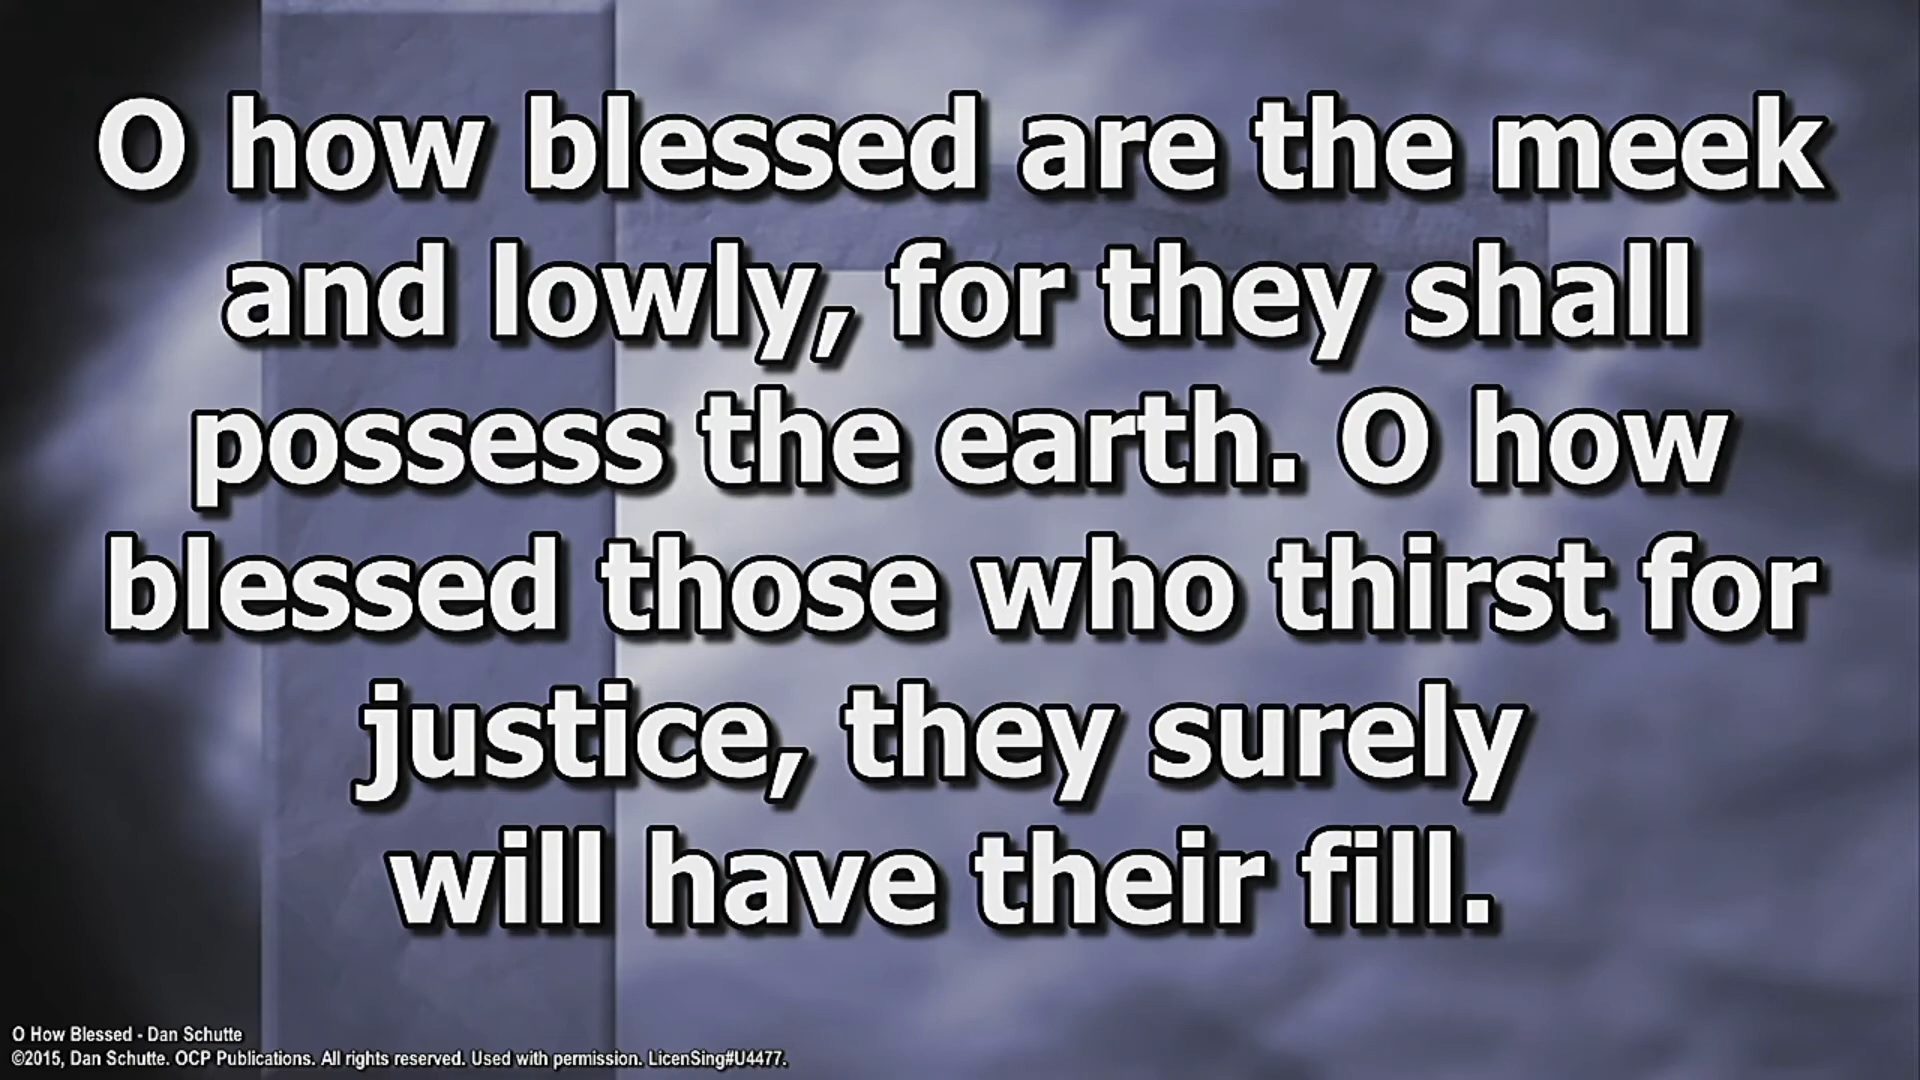 O how blessed are the meek
and lowly, for they shall
possess the earth. O how
blessed those who thirst for
justice, they surely
will have their fill.
O How Blessed - Dan Schutte
©2015, Dan Schutte. OCP Publications. All rights reserved. Used with permission. LicenSing#U4477.